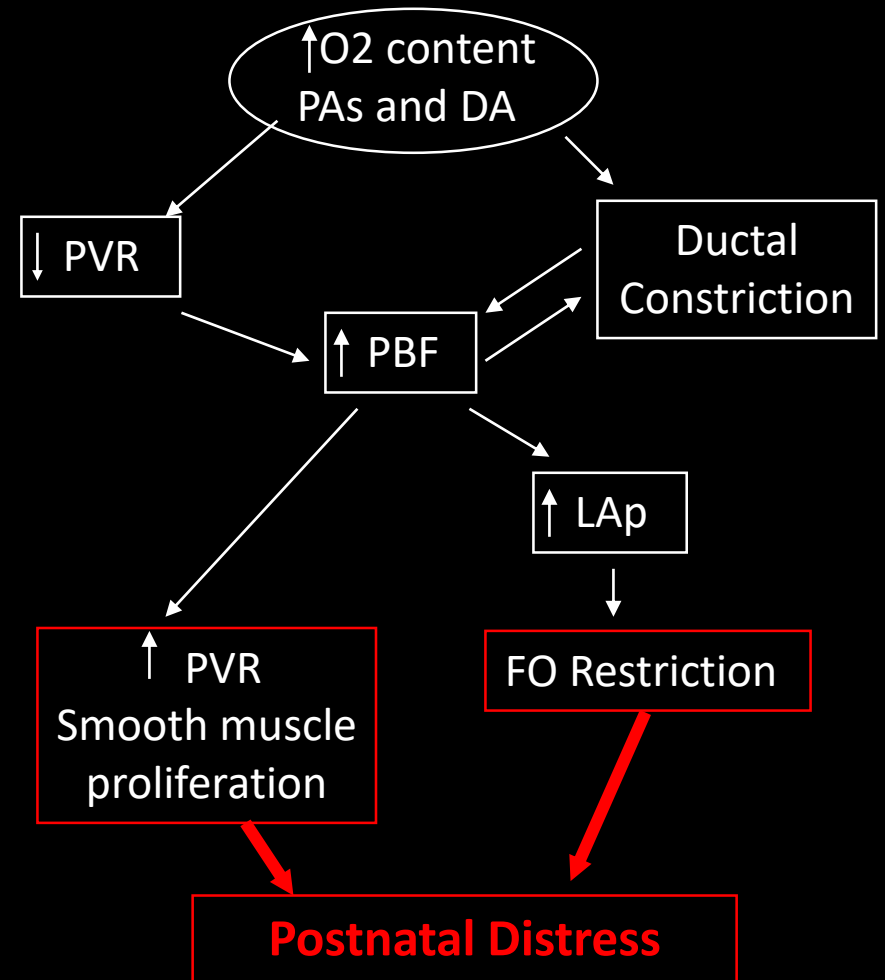 ↑O2 content
PAs and DA
↓ PVR
Ductal
Constriction
↑ PBF
↑ LAp
↑ PVR
Smooth muscle
proliferation
FO Restriction
Postnatal Distress